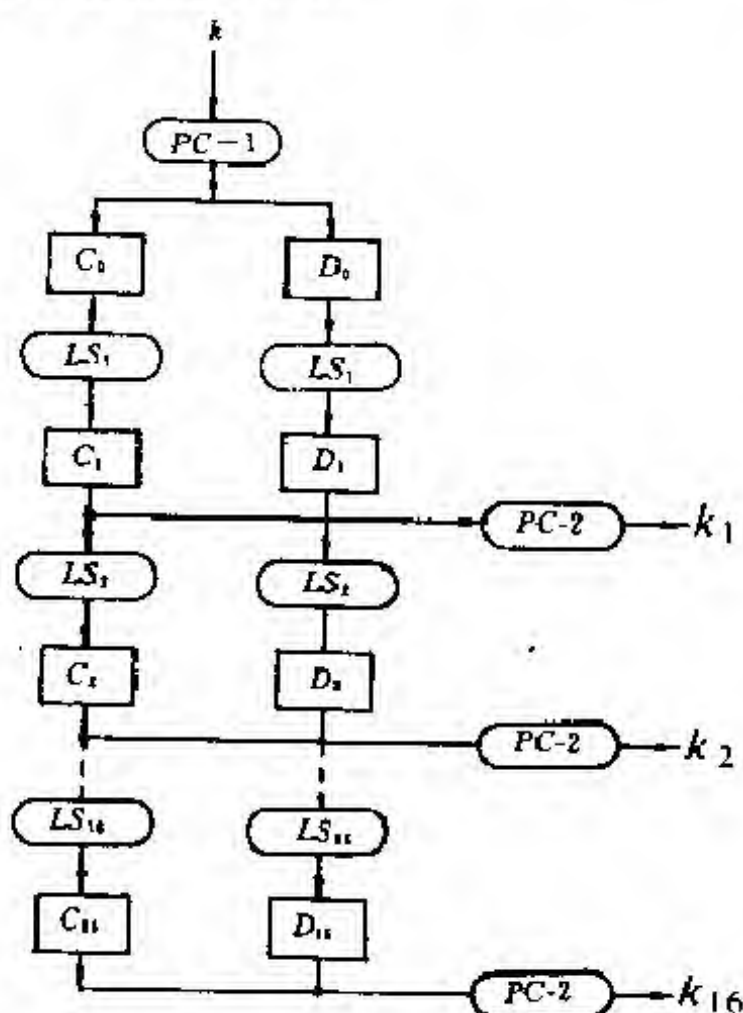 k
PC-1
C₀ D₀
LS₁ LS₁
C₁ D₁
PC-2 k₁
LS₂ LS₂
C₂ D₂
PC-2 k₂
LS₁₆ LS₁₆
C₁₆ D₁₆
PC-2 k₁₆